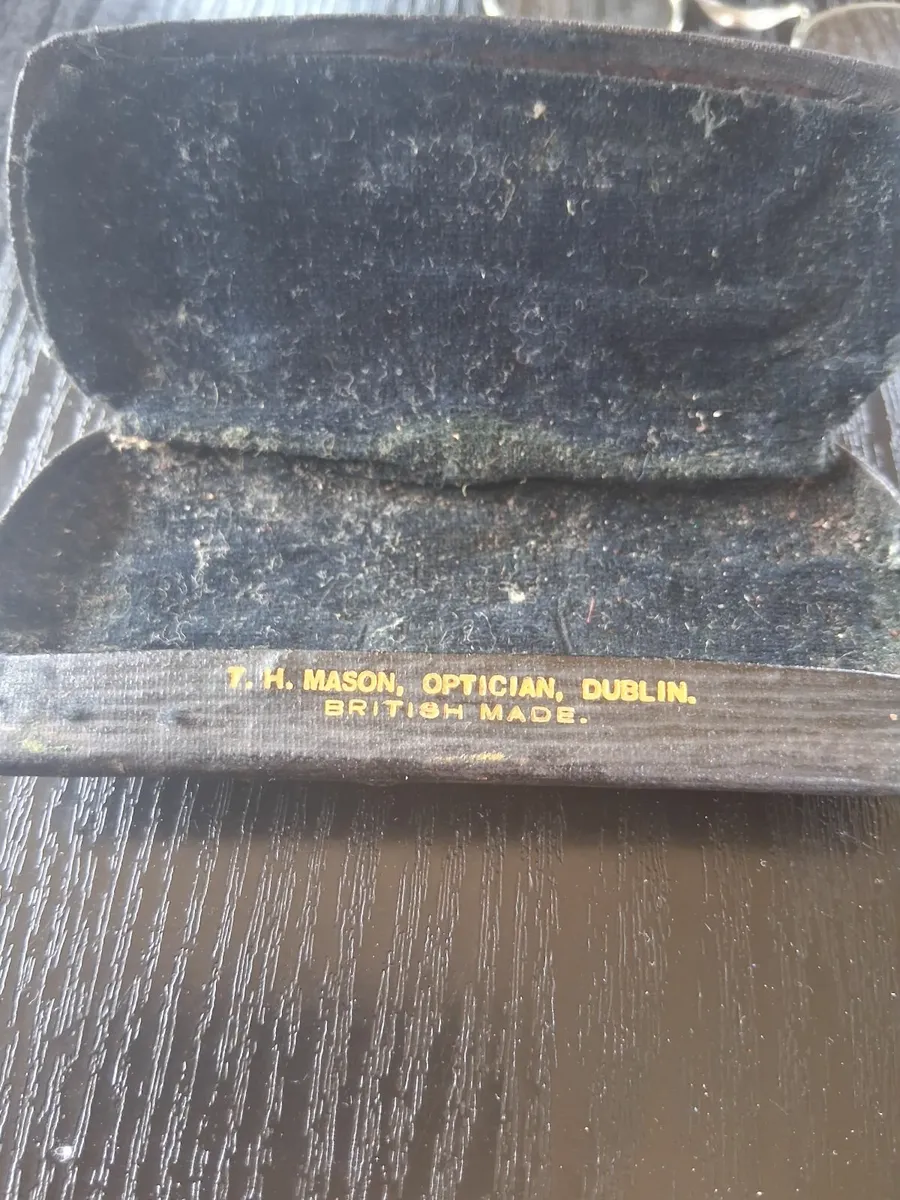 T. H. MASON, OPTICIAN, DUBLIN.
BRITISH MADE.